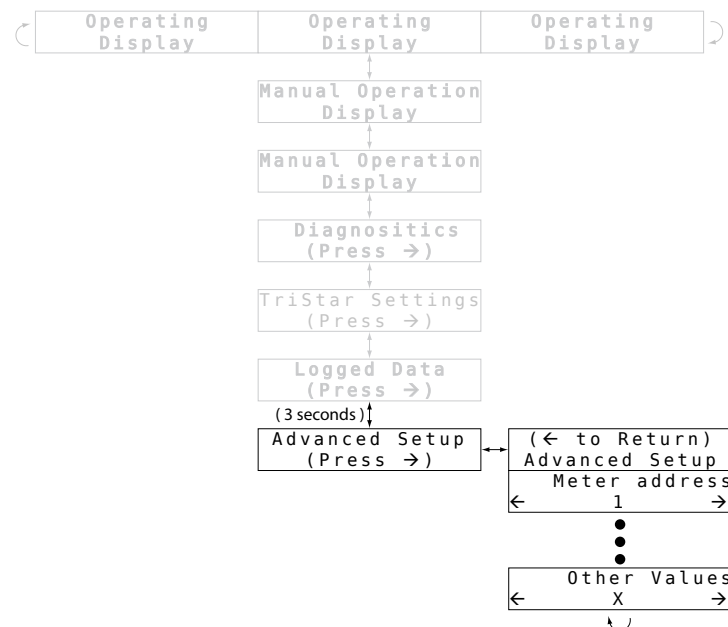 Operating Operating Operating
Display Display Display
Manual Operation
Display
Manual Operation
Display
Diagnositics
(Press →)
TriStar Settings
(Press →)
Logged Data
(Press →)
(3 seconds)
Advanced Setup
(Press →)
(← to Return)
Advanced Setup
Meter address
← 1 →
Other Values
← X →